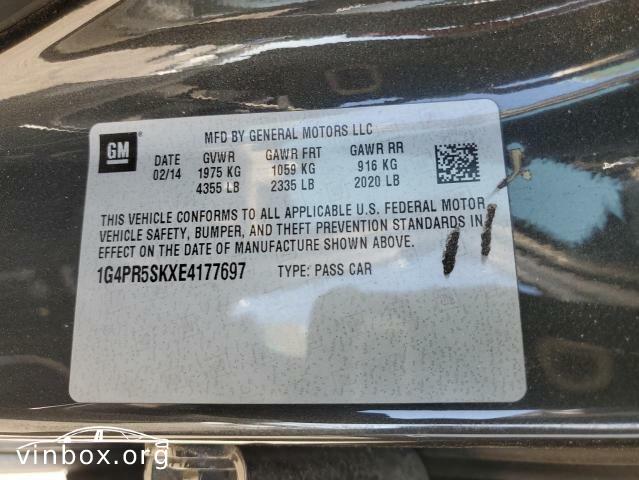 GM
MFD BY GENERAL MOTORS LLC
DATE GVWR GAWR FRT GAWR RR
02/14 1975 KG 1059 KG 916 KG
4355 LB 2335 LB 2020 LB
THIS VEHICLE CONFORMS TO ALL APPLICABLE U.S. FEDERAL MOTOR
VEHICLE SAFETY, BUMPER, AND THEFT PREVENTION STANDARDS IN
EFFECT ON THE DATE OF MANUFACTURE SHOWN ABOVE.
1G4PR5SKXE4177697 TYPE: PASS CAR
11
vinbox.org